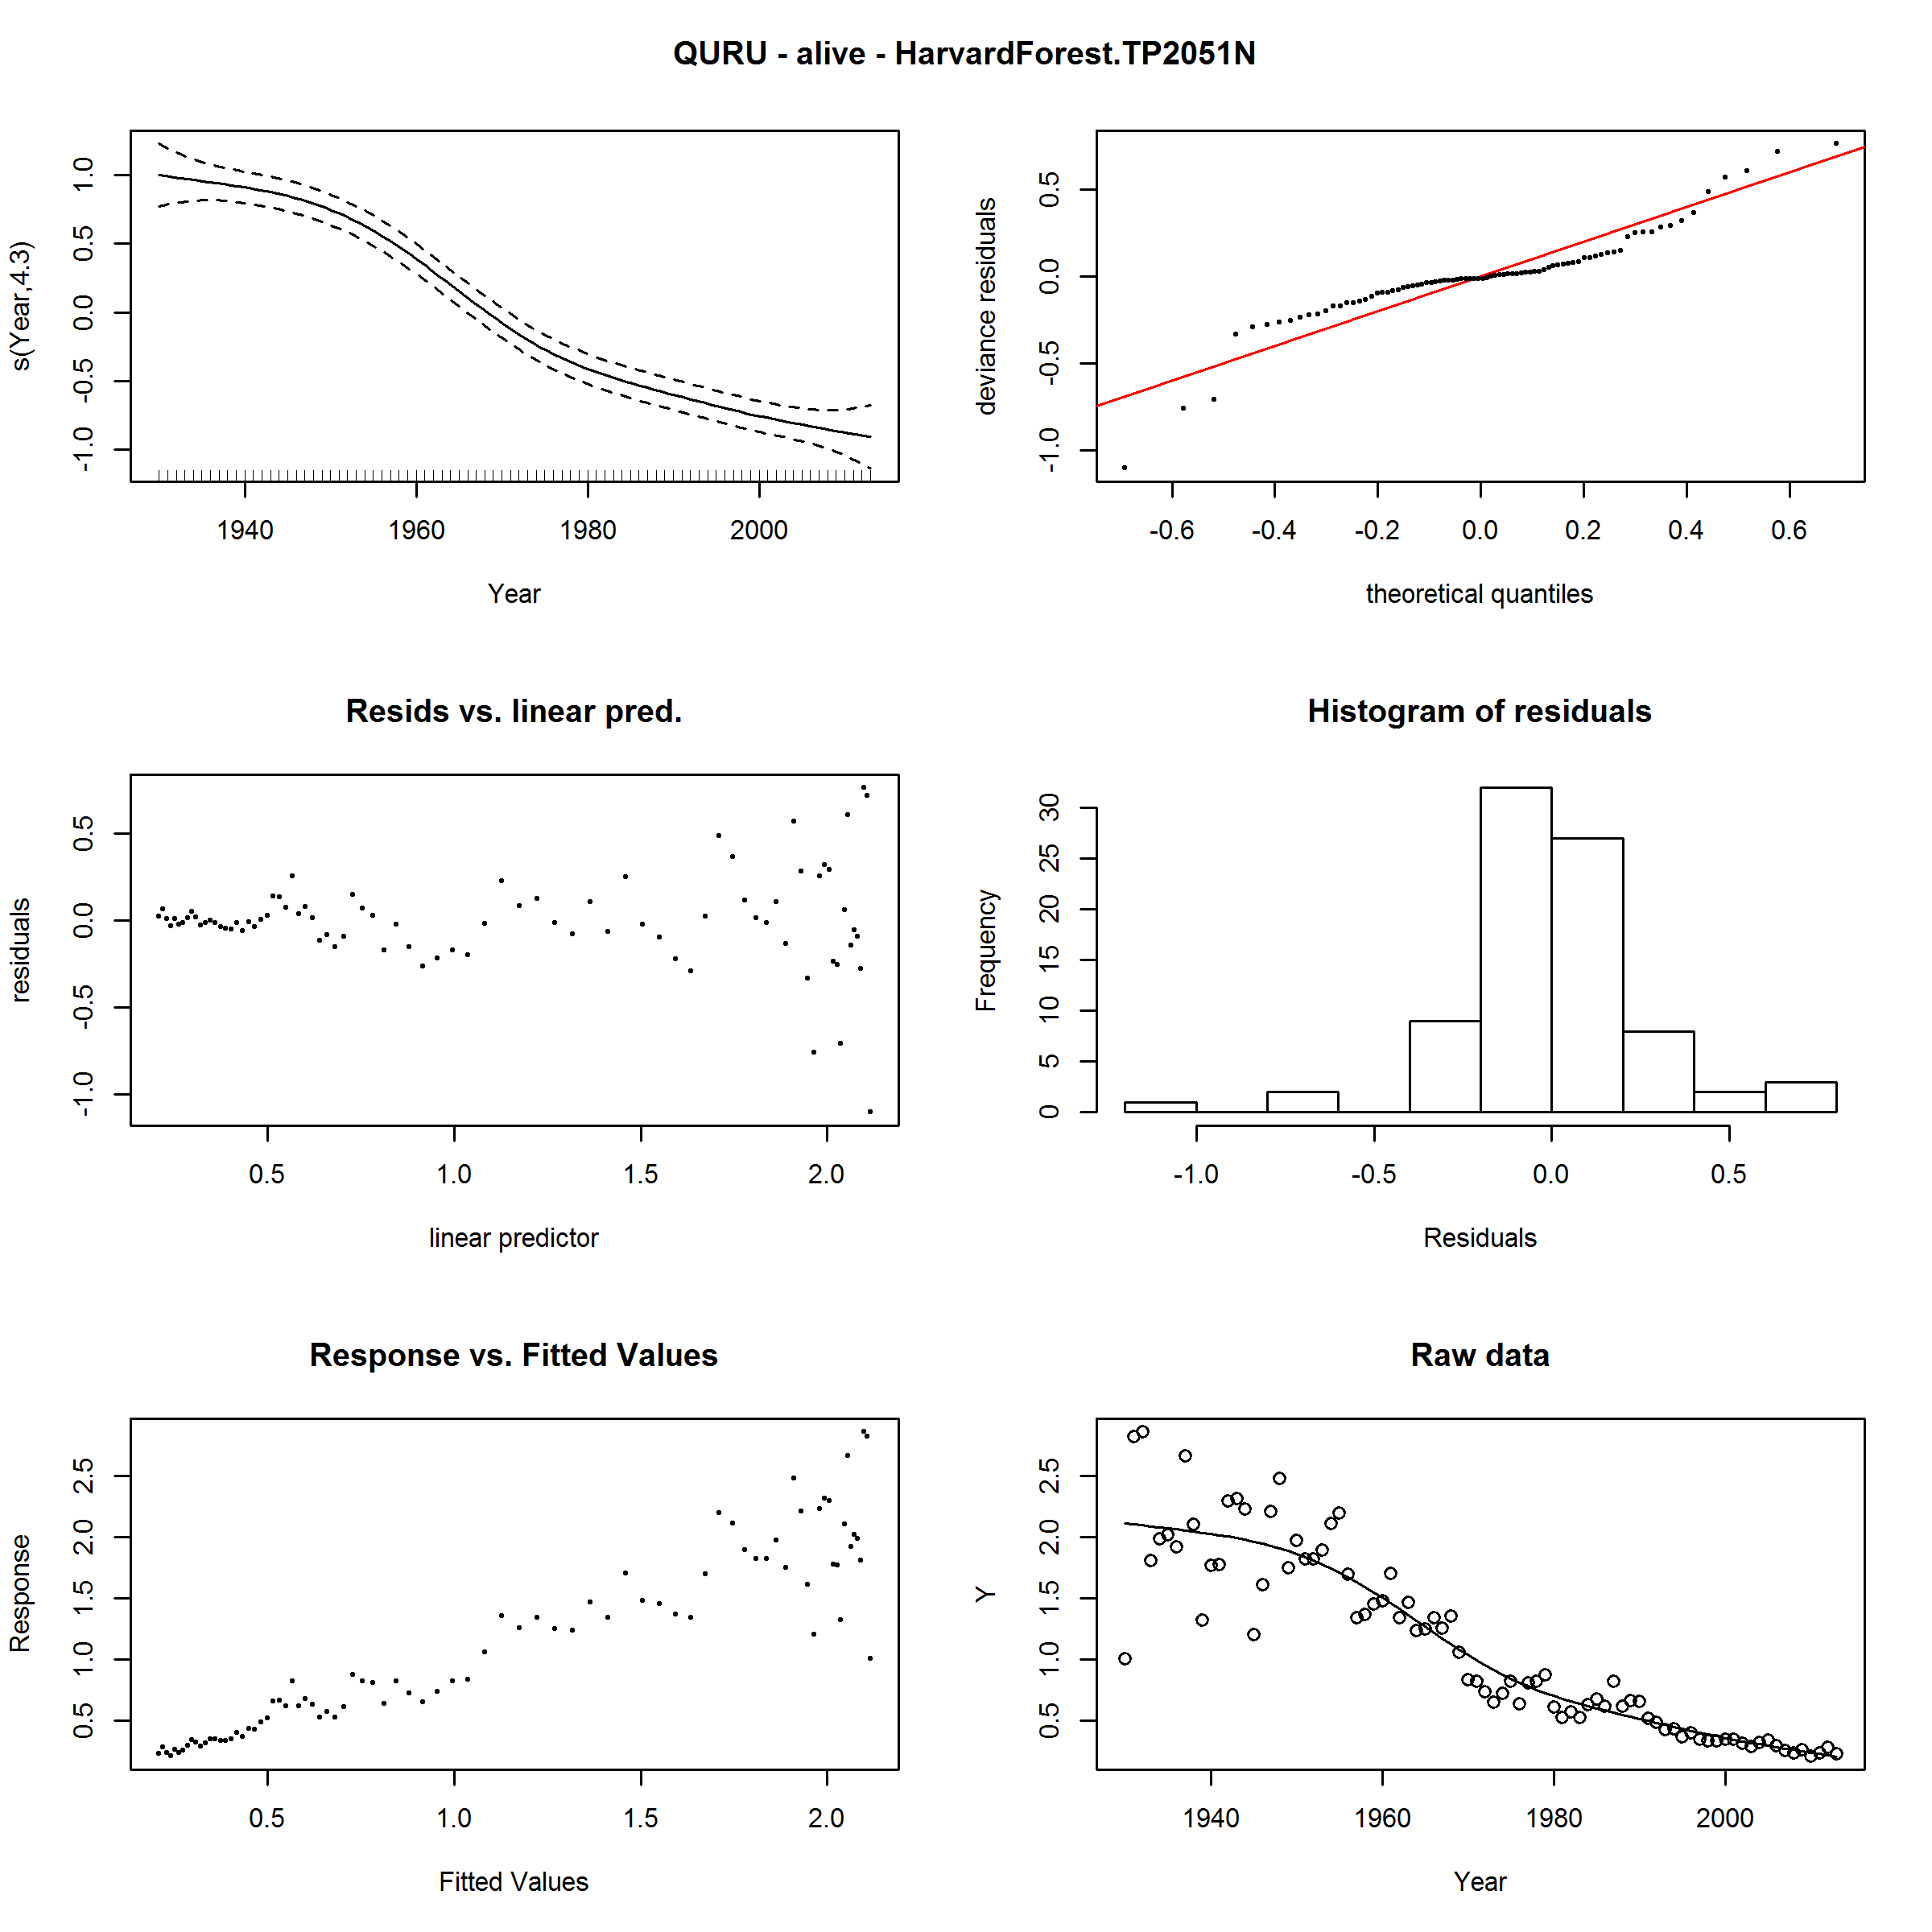 QURU - alive - HarvardForest.TP2051N
s(Year,4.3)
1.0
0.5
0.0
-0.5
-1.0
1940 1960 1980 2000
Year
deviance residuals
0.5
0.0
-0.5
-1.0
-0.6 -0.4 -0.2 0.0 0.2 0.4 0.6
theoretical quantiles
Resids vs. linear pred.
residuals
0.5
0.0
-0.5
-1.0
0.5 1.0 1.5 2.0
linear predictor
Histogram of residuals
Frequency
30
25
20
15
10
5
0
-1.0 -0.5 0.0 0.5
Residuals
Response vs. Fitted Values
Response
2.5
2.0
1.5
1.0
0.5
0.5 1.0 1.5 2.0
Fitted Values
Raw data
Y
2.5
2.0
1.5
1.0
0.5
1940 1960 1980 2000
Year